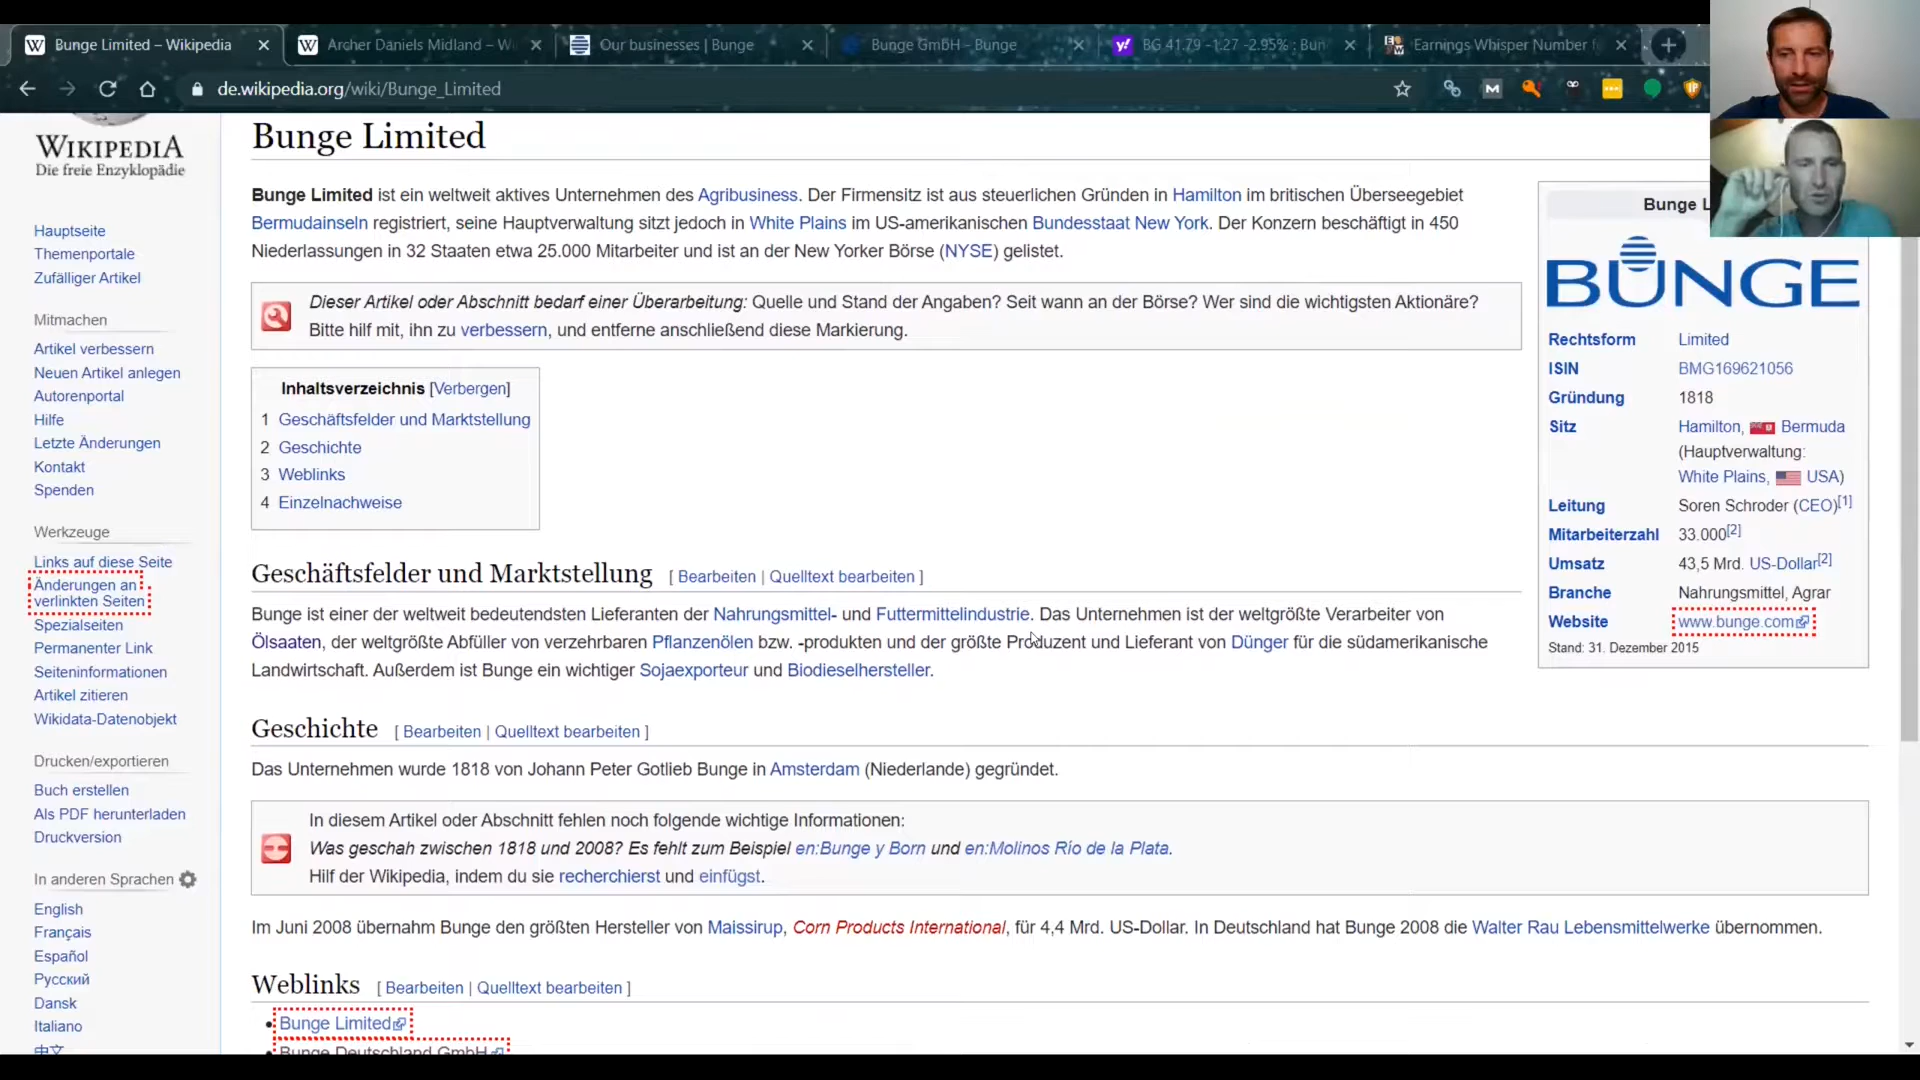 Bunge Limited – Wikipedia
Archer Daniels Midland – W
Our businesses | Bunge
Bunge GmbH - Bunge
BG 41.79 -1.27 -2.95% : Bun
Earnings Whisper Number f
de.wikipedia.org/wiki/Bunge_Limited
WIKIPEDIA
Die freie Enzyklopädie
Hauptseite
Themenportale
Zufälliger Artikel
Mitmachen
Artikel verbessern
Neuen Artikel anlegen
Autorenportal
Hilfe
Letzte Änderungen
Kontakt
Spenden
Werkzeuge
Links auf diese Seite
Änderungen an
verlinkten Seiten
Spezialseiten
Permanenter Link
Seiteninformationen
Artikel zitieren
Wikidata-Datenobjekt
Drucken/exportieren
Buch erstellen
Als PDF herunterladen
Druckversion
In anderen Sprachen
English
Français
Español
Русский
Dansk
Italiano
中文
Bunge Limited
Bunge Limited ist ein weltweit aktives Unternehmen des Agribusiness. Der Firmensitz ist aus steuerlichen Gründen in Hamilton im britischen Überseegebiet
Bermudainseln registriert, seine Hauptverwaltung sitzt jedoch in White Plains im US-amerikanischen Bundesstaat New York. Der Konzern beschäftigt in 450
Niederlassungen in 32 Staaten etwa 25.000 Mitarbeiter und ist an der New Yorker Börse (NYSE) gelistet.
Dieser Artikel oder Abschnitt bedarf einer Überarbeitung: Quelle und Stand der Angaben? Seit wann an der Börse? Wer sind die wichtigsten Aktionäre?
Bitte hilf mit, ihn zu verbessern, und entferne anschließend diese Markierung.
Inhaltsverzeichnis [Verbergen]
1 Geschäftsfelder und Marktstellung
2 Geschichte
3 Weblinks
4 Einzelnachweise
Geschäftsfelder und Marktstellung [ Bearbeiten | Quelltext bearbeiten ]
Bunge ist einer der weltweit bedeutendsten Lieferanten der Nahrungsmittel- und Futtermittelindustrie. Das Unternehmen ist der weltgrößte Verarbeiter von
Ölsaaten, der weltgrößte Abfüller von verzehrbaren Pflanzenölen bzw. -produkten und der größte Produzent und Lieferant von Dünger für die südamerikanische
Landwirtschaft. Außerdem ist Bunge ein wichtiger Sojaexporteur und Biodieselhersteller.
Geschichte [ Bearbeiten | Quelltext bearbeiten ]
Das Unternehmen wurde 1818 von Johann Peter Gotlieb Bunge in Amsterdam (Niederlande) gegründet.
In diesem Artikel oder Abschnitt fehlen noch folgende wichtige Informationen:
Was geschah zwischen 1818 und 2008? Es fehlt zum Beispiel en:Bunge y Born und en:Molinos Río de la Plata.
Hilf der Wikipedia, indem du sie recherchierst und einfügst.
Im Juni 2008 übernahm Bunge den größten Hersteller von Maissirup, Corn Products International, für 4,4 Mrd. US-Dollar. In Deutschland hat Bunge 2008 die Walter Rau Lebensmittelwerke übernommen.
Weblinks [ Bearbeiten | Quelltext bearbeiten ]
Bunge Limited
Bunge Deutschland GmbH
Bunge L
BUNGE
Rechtsform Limited
ISIN BMG169621056
Gründung 1818
Sitz Hamilton, Bermuda
(Hauptverwaltung:
White Plains, USA)
Leitung Soren Schroder (CEO)[1]
Mitarbeiterzahl 33.000[2]
Umsatz 43,5 Mrd. US-Dollar[2]
Branche Nahrungsmittel, Agrar
Website www.bunge.com
Stand: 31. Dezember 2015